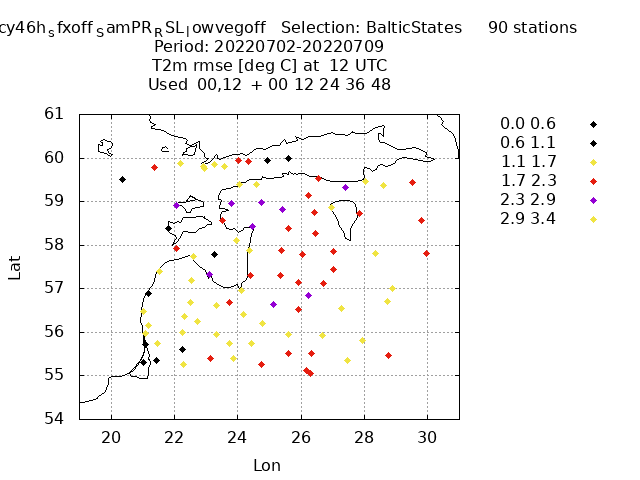 cy46h_sfxoff_samPR_RSL_lowvegoff Selection: BalticStates 90 stations
Period: 20220702-20220709
T2m rmse [deg C] at 12 UTC
Used 00,12 + 00 12 24 36 48
0.0 0.6
0.6 1.1
1.1 1.7
1.7 2.3
2.3 2.9
2.9 3.4
61
60
59
58
57
56
55
54
Lat
20 22 24 26 28 30
Lon